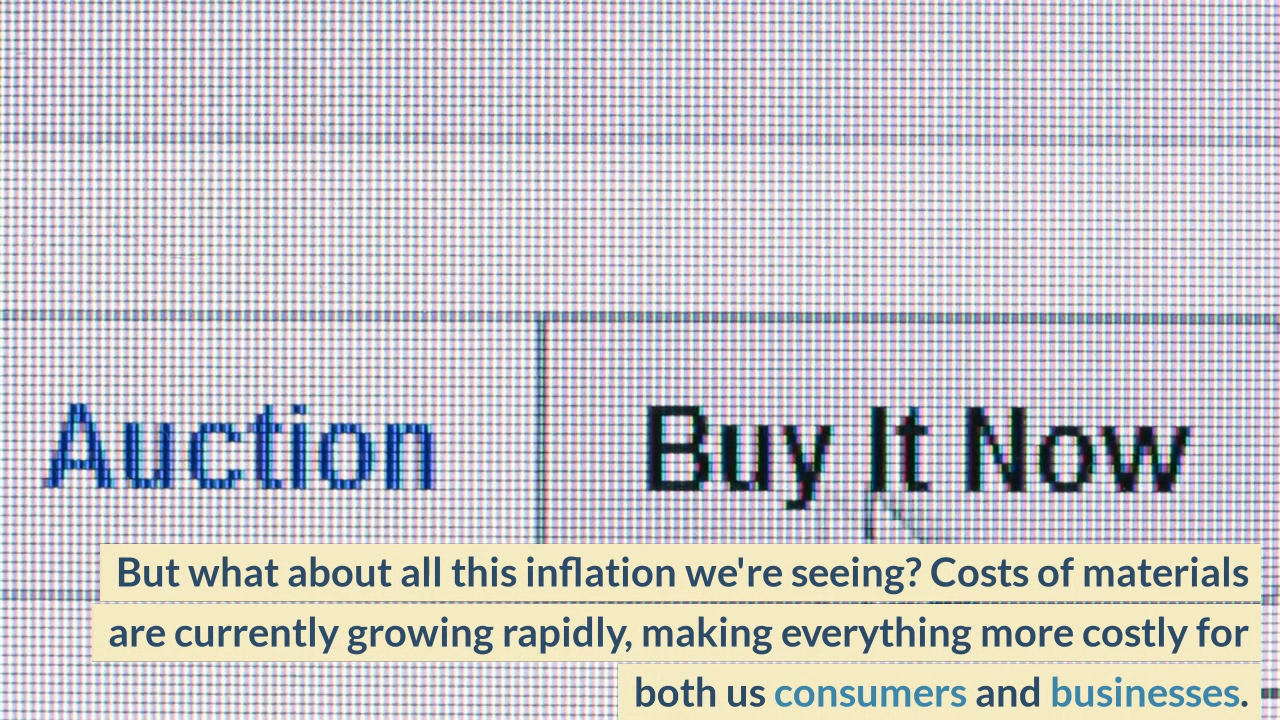 Auction Buy It Now
But what about all this inflation we're seeing? Costs of materials
are currently growing rapidly, making everything more costly for
both us consumers and businesses.